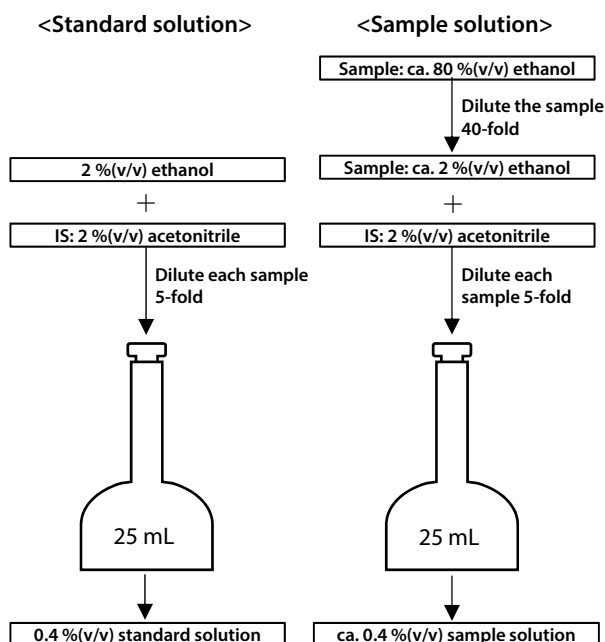 <Standard solution>
2 %(v/v) ethanol
+
IS: 2 %(v/v) acetonitrile
Dilute each sample
5-fold
25 mL
0.4 %(v/v) standard solution
<Sample solution>
Sample: ca. 80 %(v/v) ethanol
Dilute the sample
40-fold
Sample: ca. 2 %(v/v) ethanol
+
IS: 2 %(v/v) acetonitrile
Dilute each
sample 5-fold
25 mL
ca. 0.4 %(v/v) sample solution